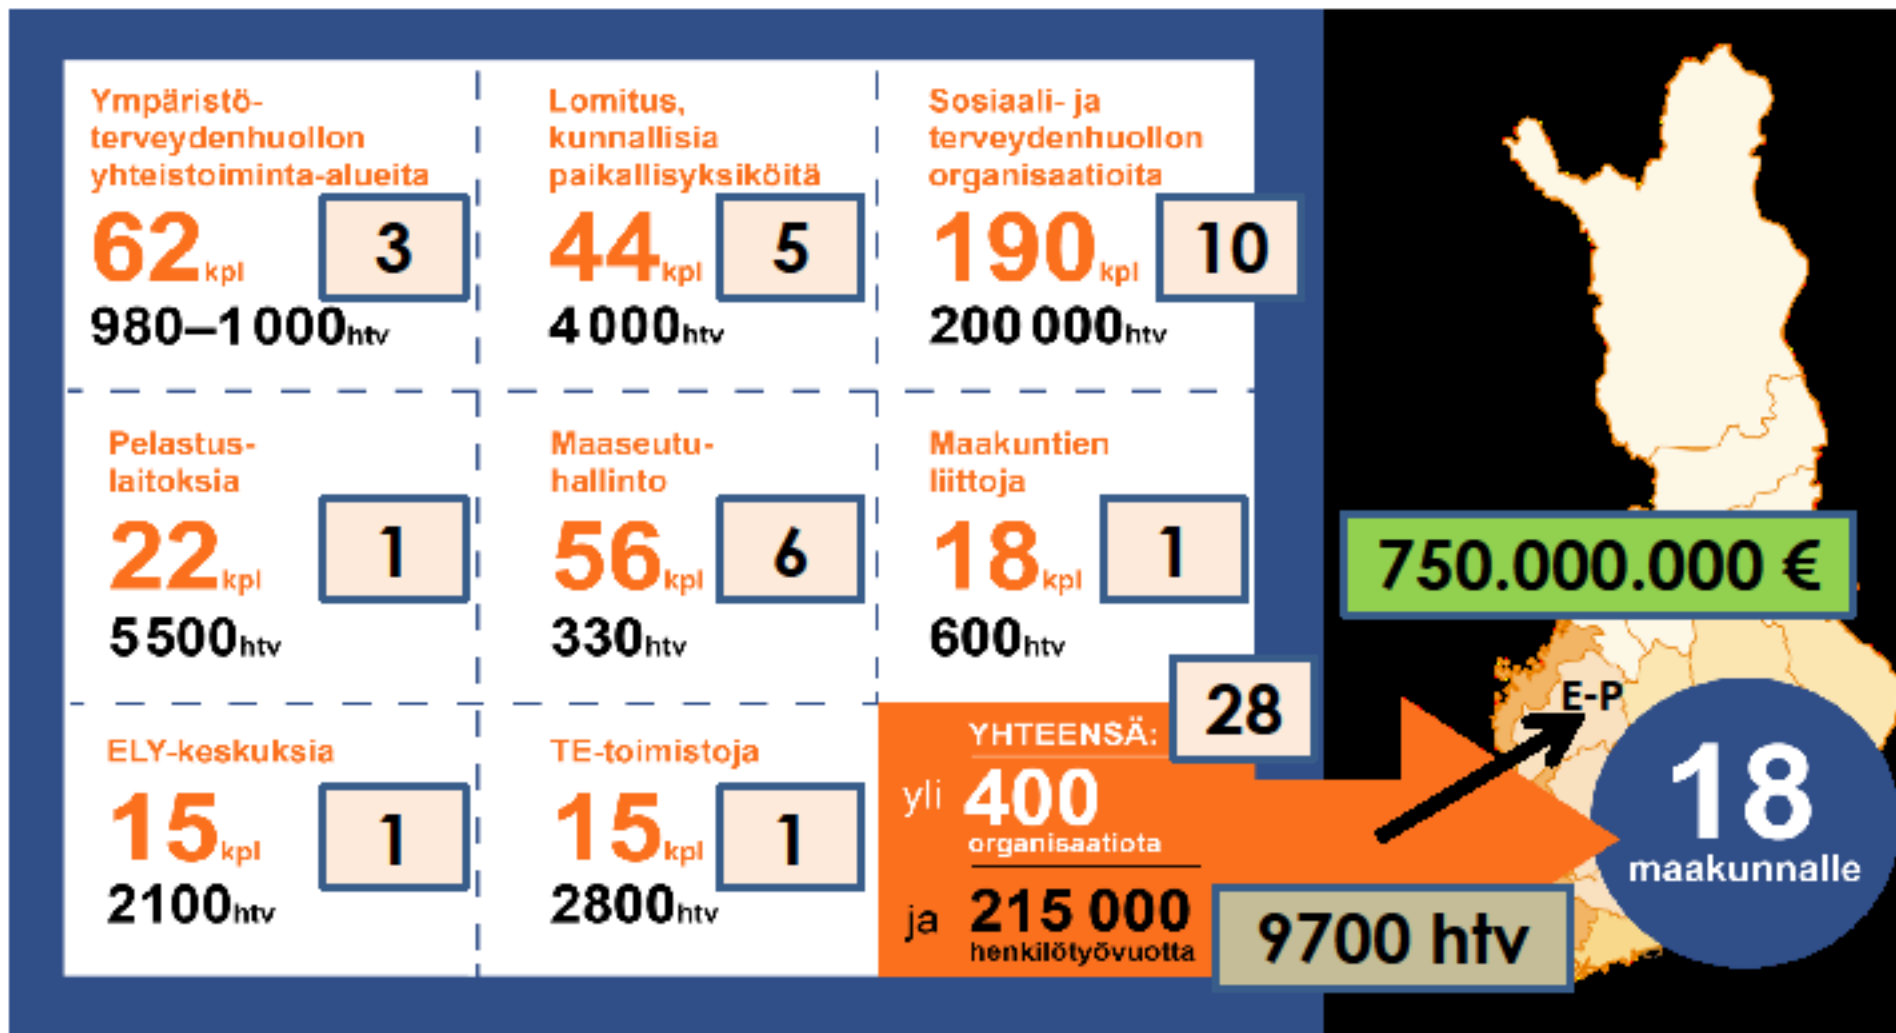 Ympäristö-
terveydenhuollon
yhteistoiminta-alueita
62 kpl
3
980–1 000 htv
Lomitus,
kunnallisia
paikallisyksiköitä
44 kpl
5
4 000 htv
Sosiaali- ja
terveydenhuollon
organisaatioita
190 kpl
10
200 000 htv
Pelastus-
laitoksia
22 kpl
1
5 500 htv
Maaseutu-
hallinto
56 kpl
6
330 htv
Maakuntien
liittoja
18 kpl
1
600 htv
ELY-keskuksia
15 kpl
1
2100 htv
TE-toimistoja
15 kpl
1
2800 htv
28
YHTEENSÄ:
yli 400
organisaatiota
ja 215 000
henkilötyövuotta
9700 htv
750.000.000 €
E-P
18
maakunnalle